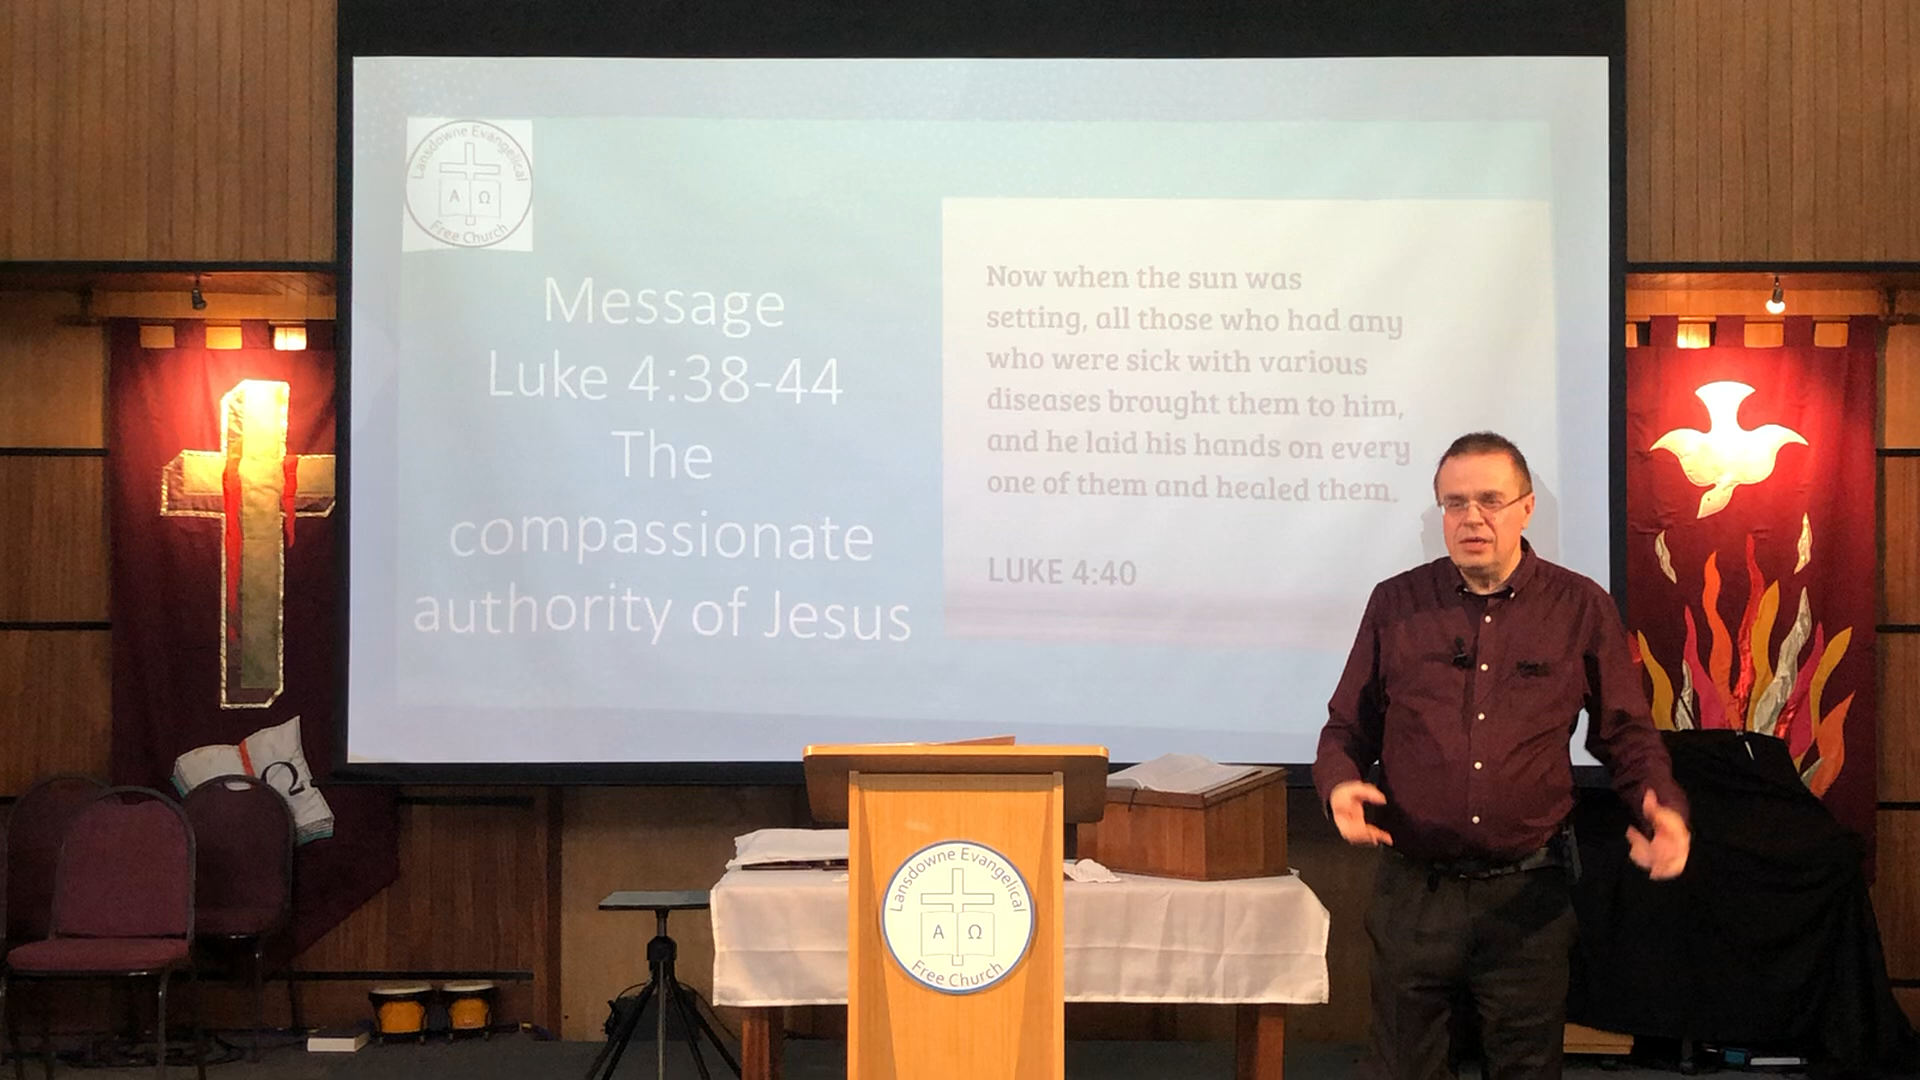 Lansdowne Evangelical
A Ω
Free Church
Message
Luke 4:38-44
The
compassionate
authority of Jesus
Now when the sun was
setting, all those who had any
who were sick with various
diseases brought them to him,
and he laid his hands on every
one of them and healed them.
LUKE 4:40
Ω
Lansdowne Evangelical
A Ω
Free Church